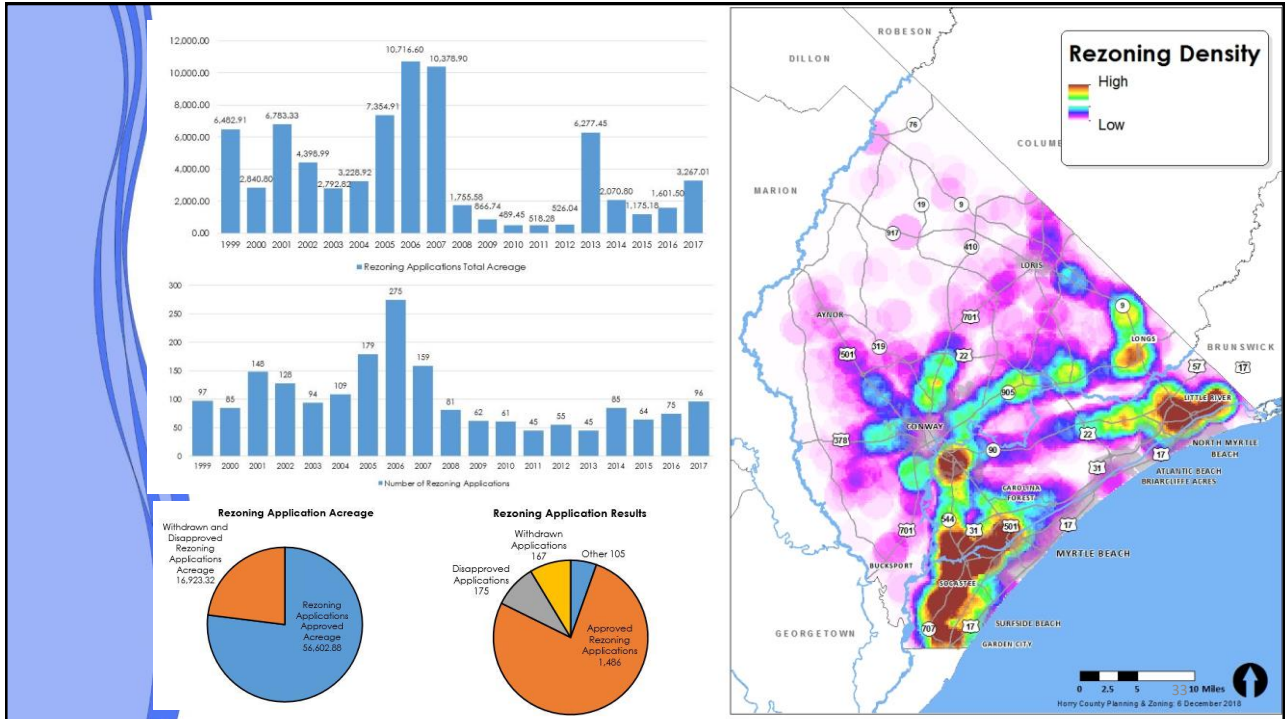 12,000.00
10,000.00
8,000.00
6,000.00
4,000.00
2,000.00
0.00
6,482.91
2,840.80
6,783.33
4,398.99
2,792.82
3,228.92
7,354.91
10,716.60
10,378.90
1,755.58
866.74
489.45
518.28
526.04
6,277.45
2,070.80
1,175.18
1,601.50
3,267.01
1999 2000 2001 2002 2003 2004 2005 2006 2007 2008 2009 2010 2011 2012 2013 2014 2015 2016 2017
Rezoning Applications Total Acreage
300
250
200
150
100
50
0
97
85
148
128
94
109
179
275
159
81
62
61
45
55
45
85
64
75
96
1999 2000 2001 2002 2003 2004 2005 2006 2007 2008 2009 2010 2011 2012 2013 2014 2015 2016 2017
Number of Rezoning Applications
Rezoning Application Acreage
Withdrawn and
Disapproved
Rezoning
Applications
Acreage
16,923.32
Rezoning
Applications
Approved
Acreage
56,602.88
Rezoning Application Results
Withdrawn
Applications
167
Other 105
Disapproved
Applications
175
Approved
Rezoning
Applications
1,486
Rezoning Density
High
Low
ROBESON
DILLON
COLUMB
MARION
BRUNSWICK
GEORGETOWN
76
19
9
917
410
LORIS
9
AYNOR
701
501
319
22
LONGS
57
17
LITTLE RIVER
905
CONWAY
378
90
22
NORTH MYRTLE
BEACH
17
31
ATLANTIC BEACH
BRIARCLIFFE ACRES
CAROLINA
FOREST
544
31
501
17
701
MYRTLE BEACH
BUCKSPORT
SOCASTEE
707
17
SURFSIDE BEACH
GARDEN CITY
0 2.5 5 10 Miles
33
Horry County Planning & Zoning: 6 December 2018